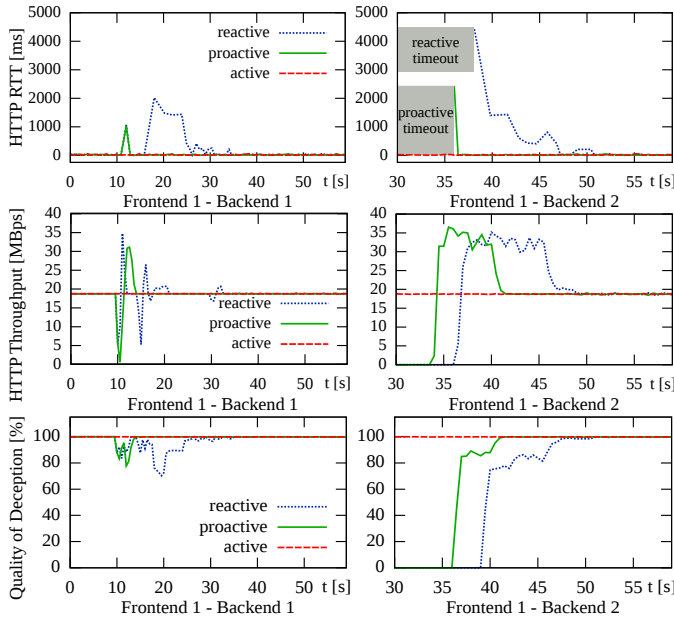 HTTP RTT [ms]
5000
4000
3000
2000
1000
0
reactive
proactive
active
0 10 20 30 40 50 t [s]
Frontend 1 - Backend 1
5000
4000
3000
2000
1000
0
reactive
timeout
proactive
timeout
30 35 40 45 50 55 t [s]
Frontend 1 - Backend 2
HTTP Throughput [MBps]
40
35
30
25
20
15
10
5
0
reactive
proactive
active
0 10 20 30 40 50 t [s]
Frontend 1 - Backend 1
40
35
30
25
20
15
10
5
0
30 35 40 45 50 55 t [s]
Frontend 1 - Backend 2
Quality of Deception [%]
100
80
60
40
20
0
reactive
proactive
active
0 10 20 30 40 50 t [s]
Frontend 1 - Backend 1
100
80
60
40
20
0
30 35 40 45 50 55 t [s]
Frontend 1 - Backend 2